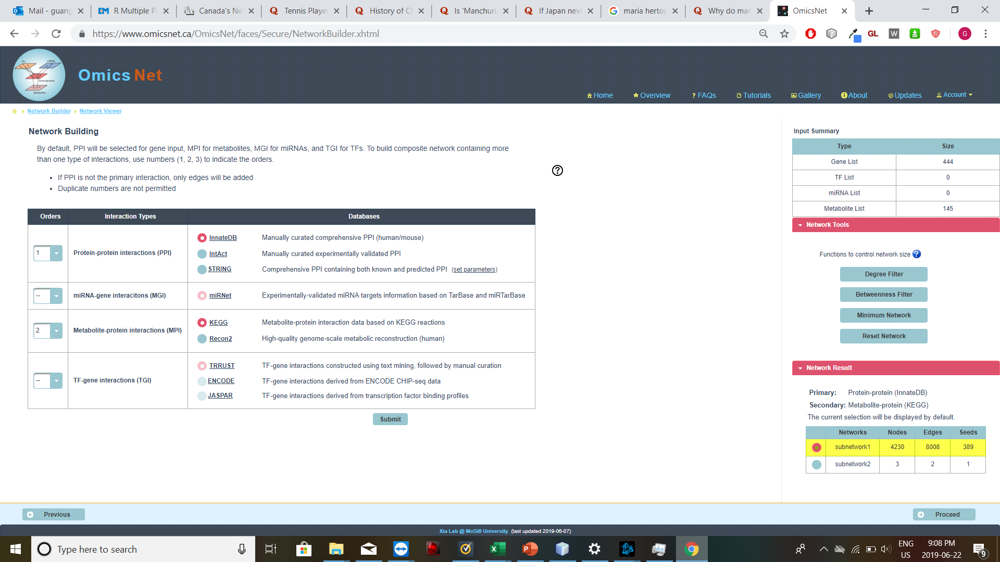 Mail - guang
R Multiple Pl
Canada's Ne
Tennis Playe
History of Ch
Is 'Manchuri
If Japan neve
maria hertog
Why do mar
OmicsNet
https://www.omicsnet.ca/OmicsNet/faces/Secure/NetworkBuilder.xhtml
GL
W
G
Omics Net
Home
Overview
? FAQs
Tutorials
Gallery
About
Updates
Account
Network Builder
Network Viewer
Network Building
By default, PPI will be selected for gene input, MPI for metabolites, MGI for miRNAs, and TGI for TFs. To build composite network containing more
than one type of interactions, use numbers (1, 2, 3) to indicate the orders.
• If PPI is not the primary interaction, only edges will be added
• Duplicate numbers are not permitted
Orders Interaction Types Databases
1 Protein-protein interactions (PPI)
InnateDB Manually curated comprehensive PPI (human/mouse)
IntAct Manually curated experimentally validated PPI
STRING Comprehensive PPI containing both known and predicted PPI (set parameters)
-- miRNA-gene interacitons (MGI)
miRNet Experimentally-validated miRNA targets information based on TarBase and miRTarBase
2 Metabolite-protein interactions (MPI)
KEGG Metabolite-protein interaction data based on KEGG reactions
Recon2 High-quality genome-scale metabolic reconstruction (human)
-- TF-gene interactions (TGI)
TRRUST TF-gene interactions constructed using text mining, followed by manual curation
ENCODE TF-gene interactions derived from ENCODE CHIP-seq data
JASPAR TF-gene interactions derived from transcription factor binding profiles
Submit
Input Summary
Type Size
Gene List 444
TF List 0
miRNA List 0
Metabolite List 145
Network Tools
Functions to control network size ?
Degree Filter
Betweenness Filter
Minimum Network
Reset Network
Network Result
Primary: Protein-protein (InnateDB)
Secondary: Metabolite-protein (KEGG)
The current selection will be displayed by default.
Networks Nodes Edges Seeds
subnetwork1 4230 8008 389
subnetwork2 3 2 1
Previous
Proceed
Xia Lab @ McGill University (last updated 2019-06-07)
Type here to search
ENG
US
9:08 PM
2019-06-22
9